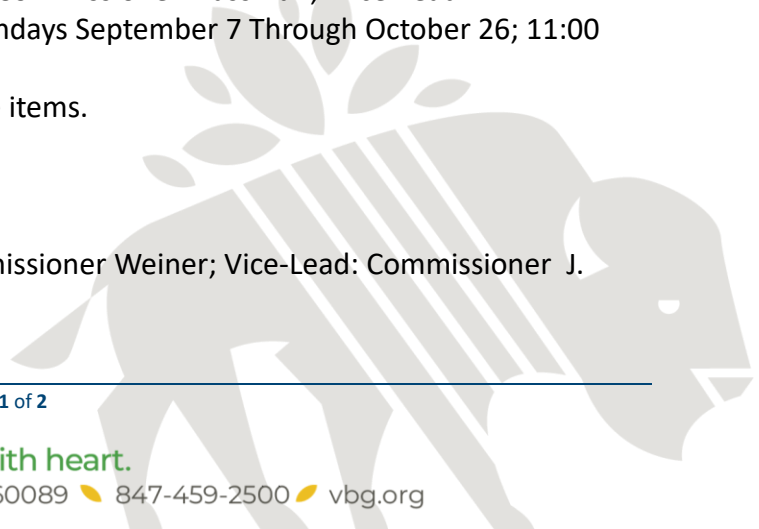 ndays September 7 Through October 26; 11:00
items.
issioner Weiner; Vice-Lead: Commissioner  J.
1 of 2
ith heart.
60089 847-459-2500 vbg.org